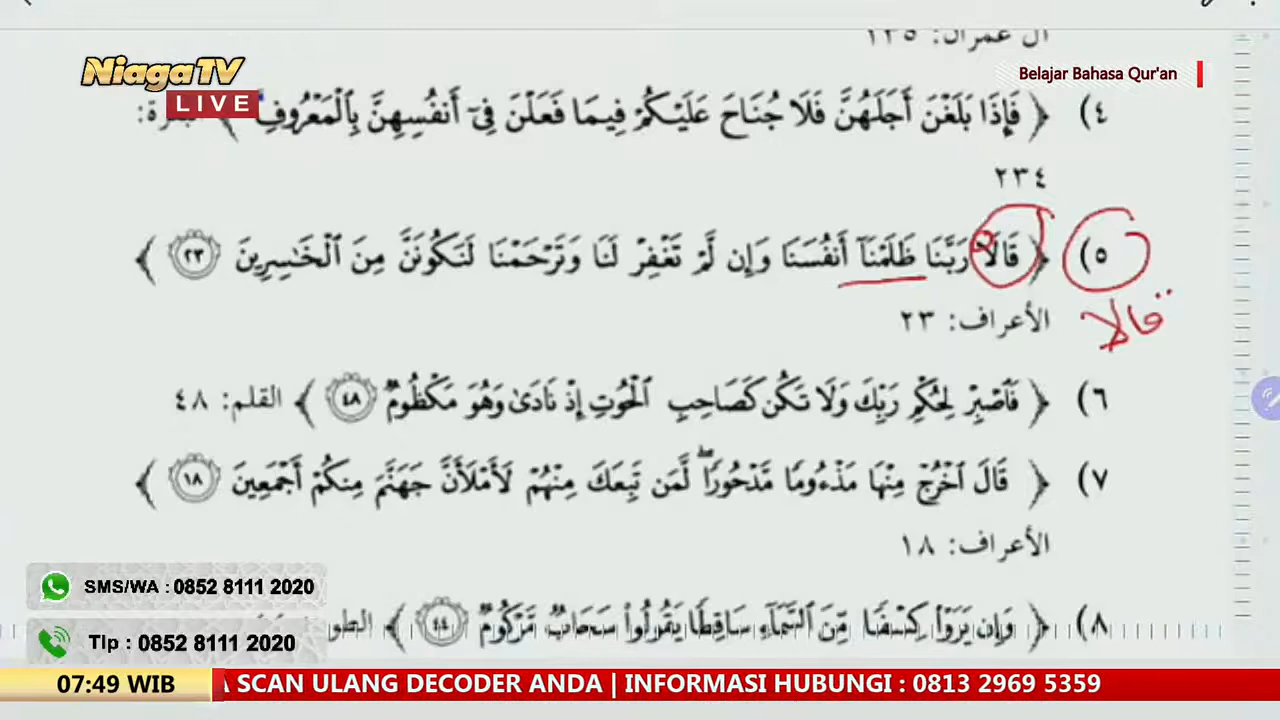 آل عمران: ١٣٥
NiagaTV
LIVE
Belajar Bahasa Qur'an
٤) ﴿ فَإِذَا بَلَغْنَ أَجَلَهُنَّ فَلَا جُنَاحَ عَلَيْكُمْ فِيمَا فَعَلْنَ فِىٓ أَنفُسِهِنَّ بِٱلْمَعْرُوفِ ﴾
٢٣٤
٥) ﴿ قَالَا رَبَّنَا ظَلَمْنَآ أَنفُسَنَا وَإِن لَّمْ تَغْفِرْ لَنَا وَتَرْحَمْنَا لَنَكُونَنَّ مِنَ ٱلْخَٰسِرِينَ ٢٣ ﴾
الأعراف: ٢٣
قالا
٦) ﴿ فَٱصْبِرْ لِحُكْمِ رَبِّكَ وَلَا تَكُن كَصَاحِبِ ٱلْحُوتِ إِذْ نَادَىٰ وَهُوَ مَكْظُومٌ ٤٨ ﴾ القلم: ٤٨
٧) ﴿ قَالَ ٱخْرُجْ مِنْهَا مَذْءُومًا مَّدْحُورًا ۖ لَّمَن تَبِعَكَ مِنْهُمْ لَأَمْلَأَنَّ جَهَنَّمَ مِنكُمْ أَجْمَعِينَ ١٨ ﴾
الأعراف: ١٨
٨) ﴿ وَإِن يَرَوْا۟ كِسْفًا مِّنَ ٱلسَّمَآءِ سَاقِطًا يَقُولُوا۟ سَحَابٌ مَّرْكُومٌ ٤٤ ﴾ الطور
SMS/WA : 0852 8111 2020
Tlp : 0852 8111 2020
07:49 WIB
SCAN ULANG DECODER ANDA | INFORMASI HUBUNGI : 0813 2969 5359